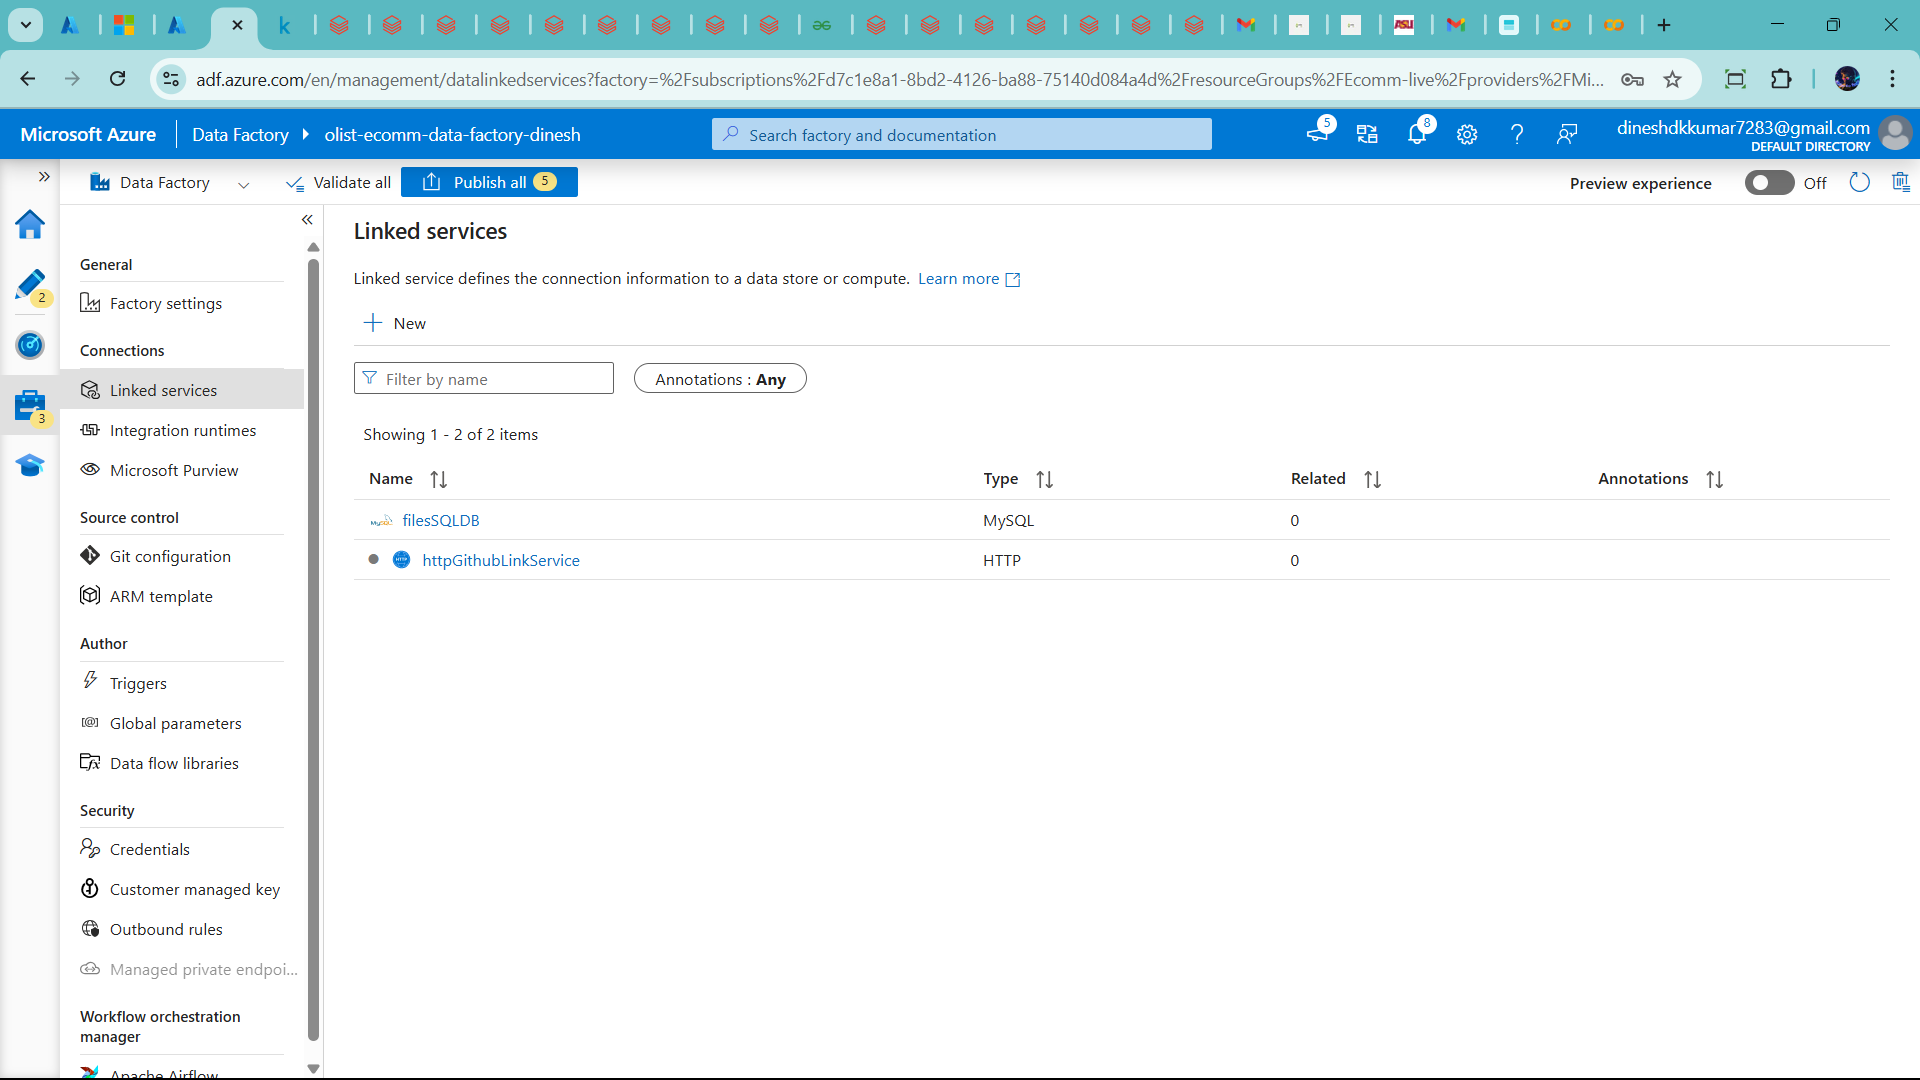 adf.azure.com/en/management/datalinkedservices?factory=%2Fsubscriptions%2Fd7c1e8a1-8bd2-4126-ba88-75140d084a4d%2FresourceGroups%2FEcomm-live%2Fproviders%2FMi...
Microsoft Azure
Data Factory
olist-ecomm-data-factory-dinesh
Search factory and documentation
5
8
dineshdkkumar7283@gmail.com
DEFAULT DIRECTORY
Data Factory
Validate all
Publish all 5
Preview experience
Off
2
3
General
Factory settings
Connections
Linked services
Integration runtimes
Microsoft Purview
Source control
Git configuration
ARM template
Author
Triggers
Global parameters
Data flow libraries
Security
Credentials
Customer managed key
Outbound rules
Managed private endpoi...
Workflow orchestration
manager
Apache Airflow
Linked services
Linked service defines the connection information to a data store or compute. Learn more
New
Filter by name
Annotations : Any
Showing 1 - 2 of 2 items
Name Type Related Annotations
MySQL filesSQLDB MySQL 0
HTTP httpGithubLinkService HTTP 0